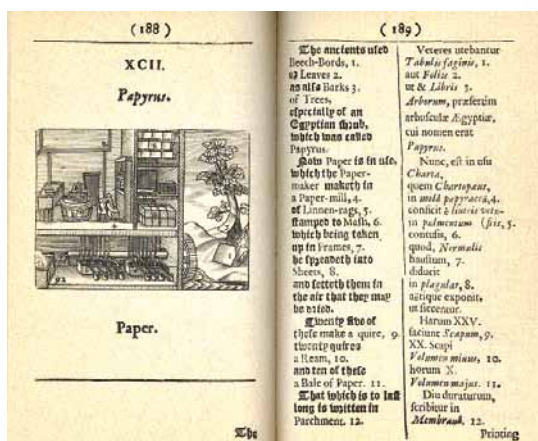 (188)
XCII.
Papyrus.
92
Paper.
The
(189)
The ancients used
Beech-Bords, 1.
or Leaves 2.
as also Barks 3.
of Trees,
especially of an
Egyptian shrub,
which was called
Papyrus.
Now Paper is in use,
which the Paper-
maker maketh in
a Paper-mill, 4.
of Linnen-rags, 5.
stamped to Mash, 6.
which being taken
up in Frames, 7.
he spreadeth into
Sheets, 8.
and setteth them in
the air that they may
be dried.
Twenty five of
these make a quire, 9.
twenty quires
a Ream, 10.
and ten of these
a Bale of Paper. 11.
That which is to last
long is written in
Parchment. 12.
Veteres utebantur
Tabulis faginis, 1.
aut Foliis 2.
ut & Libris 3.
Arborum, præsertim
arbusculæ Ægyptiæ,
cui nomen erat
Papyrus.
Nunc, est in usu
Charta,
quem Chartopæus,
in mola papyracea, 4.
conficit è linteis vete-
in pulmentum (ribus, 5.
contusis, 6.
quod, Normulis
haustum, 7.
diducit
in plagulas, 8.
aëtique exponit,
ut siccentur.
Harum XXV.
faciunt Scapum, 9.
XX. Scapi
Volumen minus, 10.
horum X.
Volumen majus. 11.
Diu duraturum,
scribitur in
Membranâ. 12.
Printing